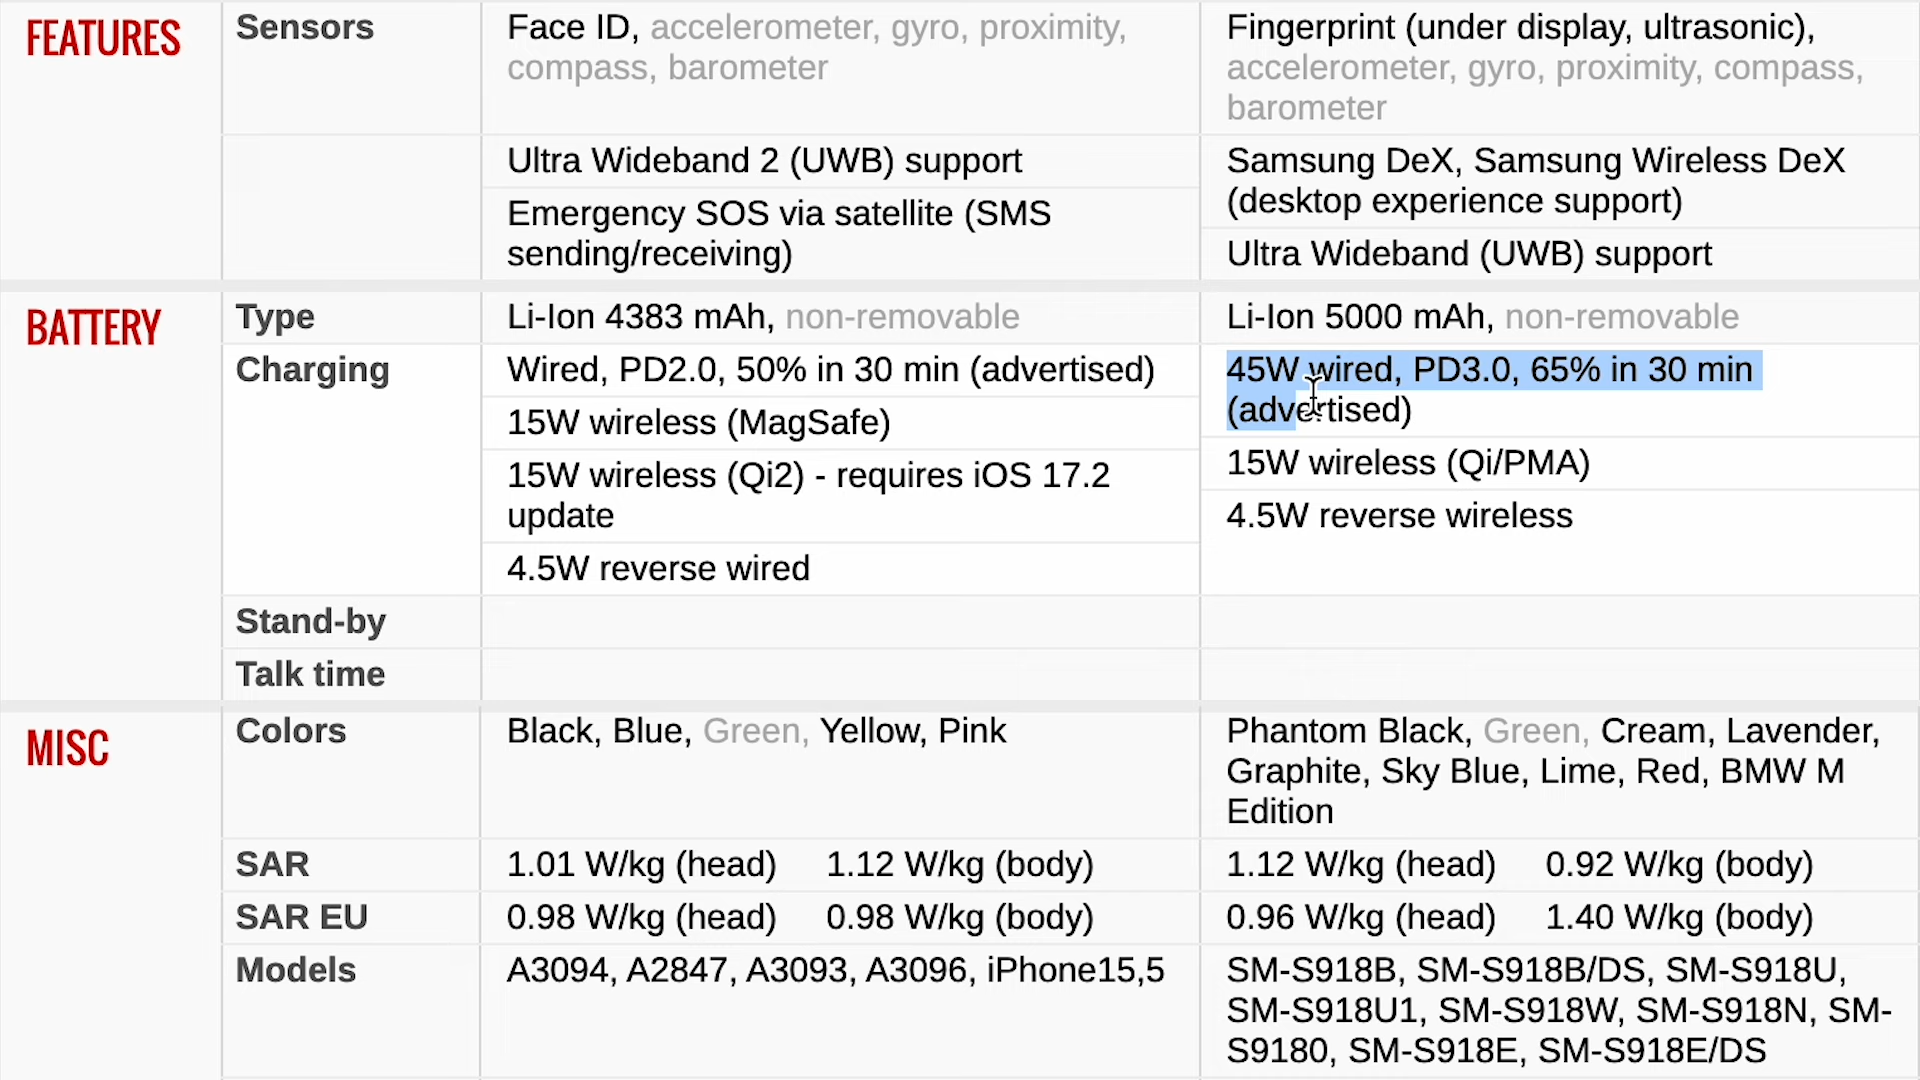 FEATURES
Sensors
Face ID, accelerometer, gyro, proximity,
compass, barometer
Fingerprint (under display, ultrasonic),
accelerometer, gyro, proximity, compass,
barometer
Ultra Wideband 2 (UWB) support
Emergency SOS via satellite (SMS
sending/receiving)
Samsung DeX, Samsung Wireless DeX
(desktop experience support)
Ultra Wideband (UWB) support
BATTERY
Type
Li-Ion 4383 mAh, non-removable
Li-Ion 5000 mAh, non-removable
Charging
Wired, PD2.0, 50% in 30 min (advertised)
15W wireless (MagSafe)
15W wireless (Qi2) - requires iOS 17.2
update
4.5W reverse wired
45W wired, PD3.0, 65% in 30 min
(advertised)
15W wireless (Qi/PMA)
4.5W reverse wireless
Stand-by
Talk time
MISC
Colors
Black, Blue, Green, Yellow, Pink
Phantom Black, Green, Cream, Lavender,
Graphite, Sky Blue, Lime, Red, BMW M
Edition
SAR
1.01 W/kg (head) 1.12 W/kg (body)
1.12 W/kg (head) 0.92 W/kg (body)
SAR EU
0.98 W/kg (head) 0.98 W/kg (body)
0.96 W/kg (head) 1.40 W/kg (body)
Models
A3094, A2847, A3093, A3096, iPhone15,5
SM-S918B, SM-S918B/DS, SM-S918U,
SM-S918U1, SM-S918W, SM-S918N, SM-
S9180, SM-S918E, SM-S918E/DS